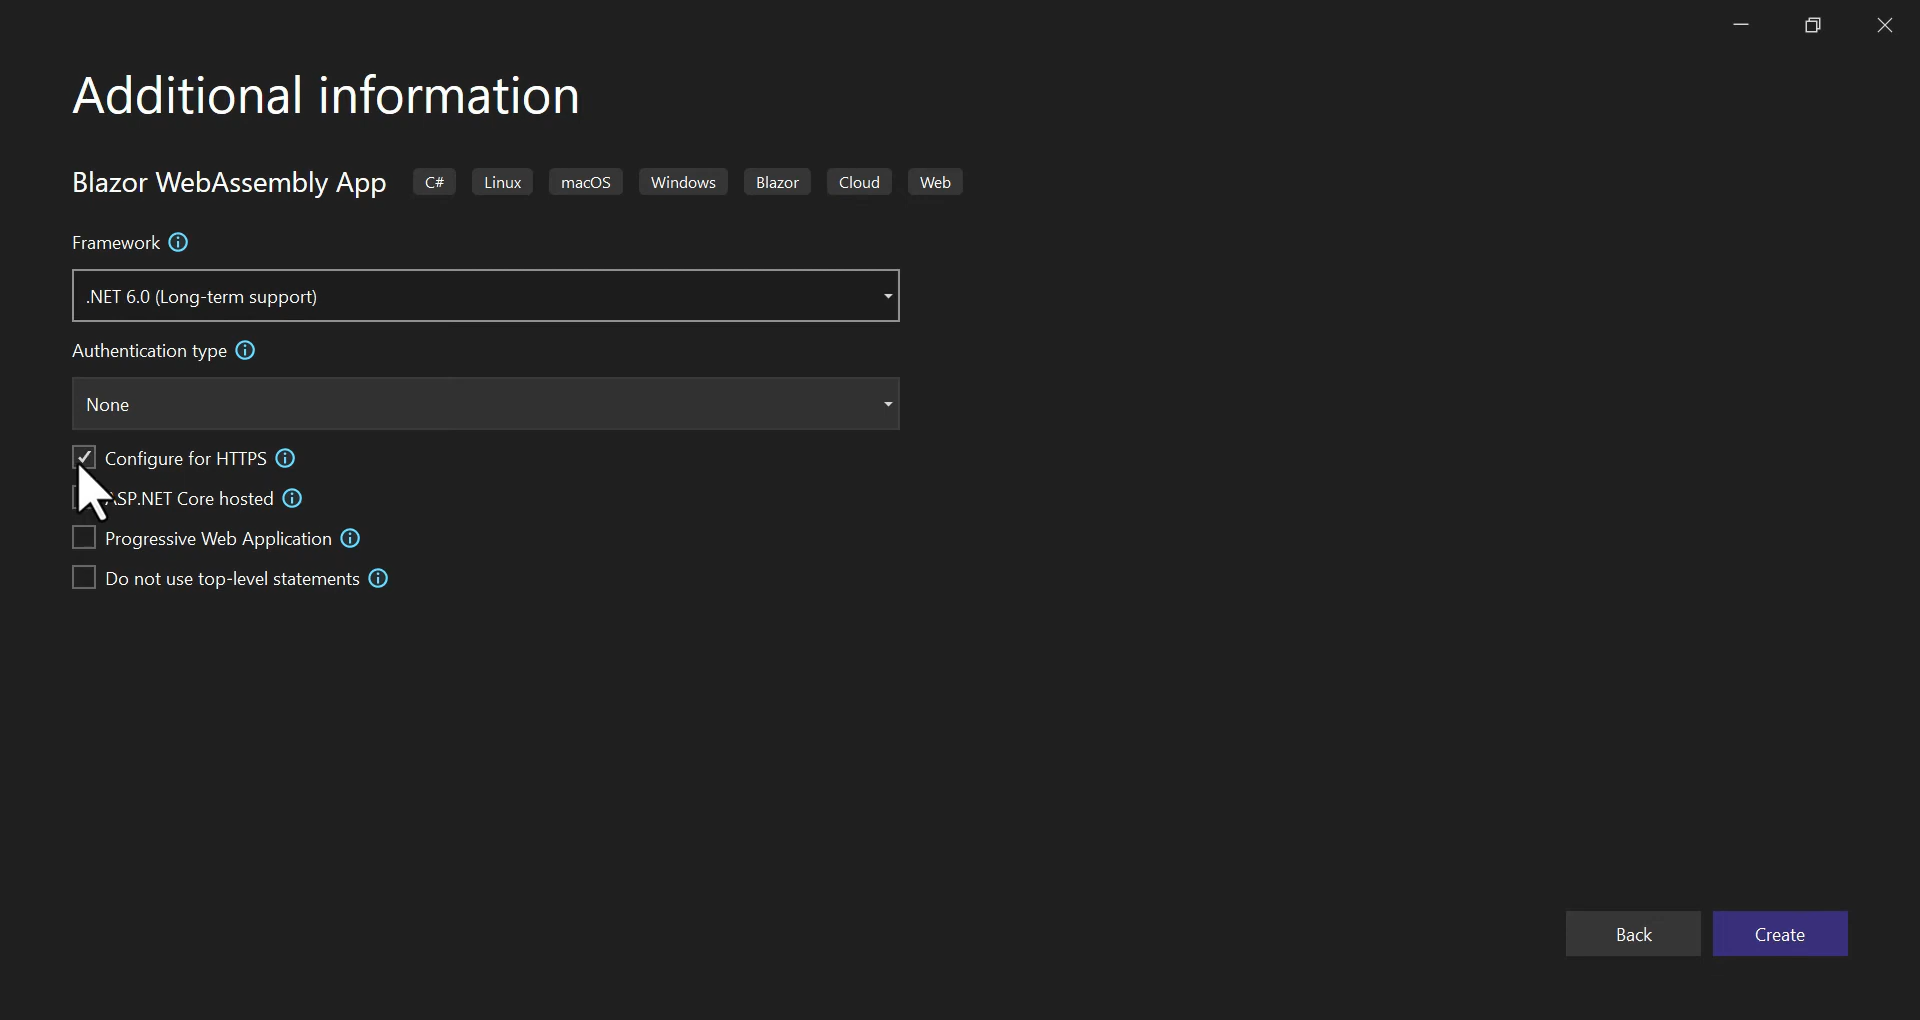 Additional information
Blazor WebAssembly App C# Linux macOS Windows Blazor Cloud Web
Framework
.NET 6.0 (Long-term support)
Authentication type
None
Configure for HTTPS
SP.NET Core hosted
Progressive Web Application
Do not use top-level statements
Back Create